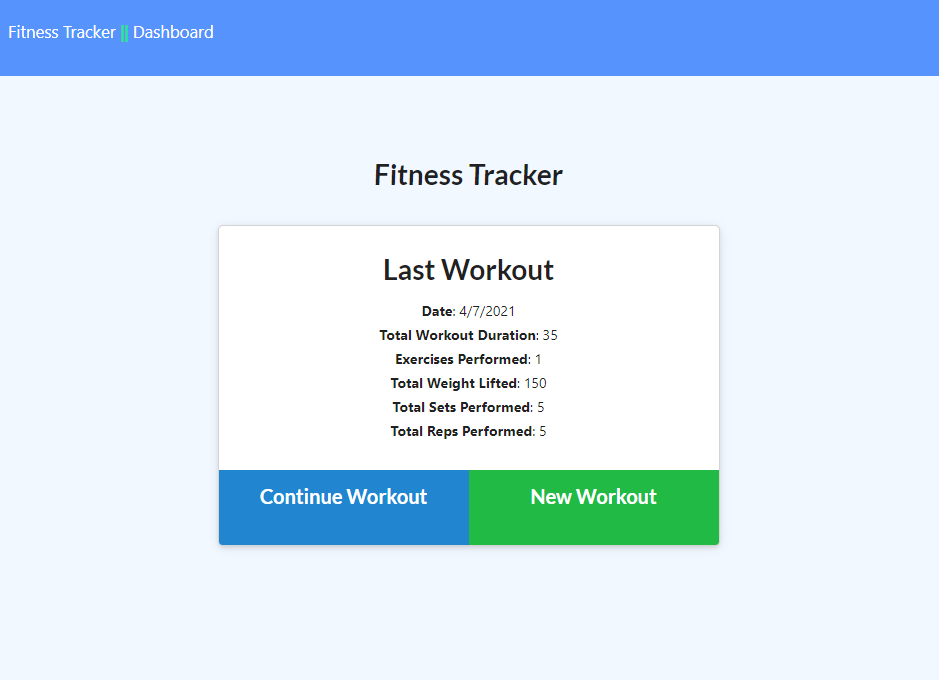 Fitness Tracker || Dashboard
Fitness Tracker
Last Workout
Date: 4/7/2021
Total Workout Duration: 35
Exercises Performed: 1
Total Weight Lifted: 150
Total Sets Performed: 5
Total Reps Performed: 5
Continue Workout New Workout